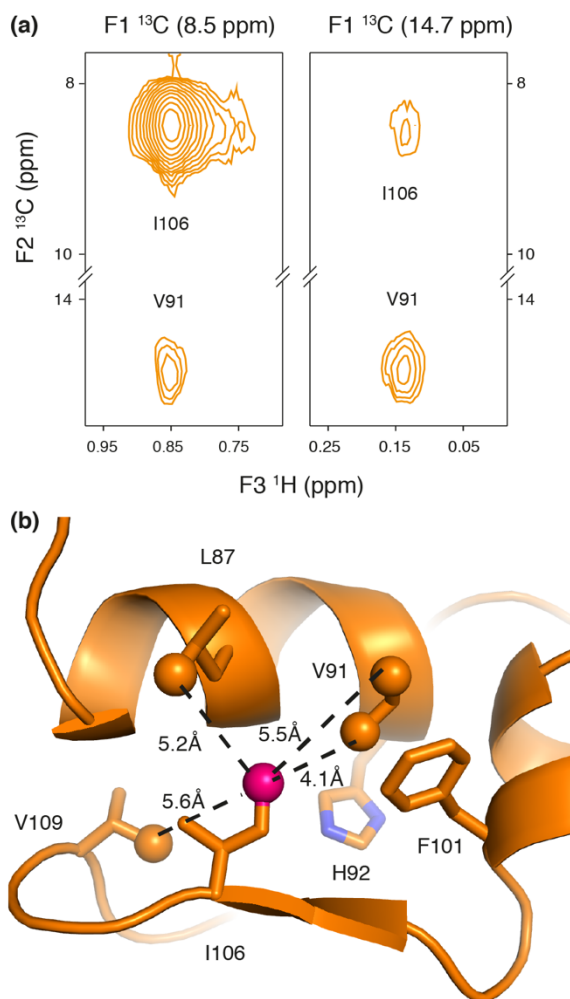 (a) F1 ¹³C (8.5 ppm) F1 ¹³C (14.7 ppm)
8 8
I106 I106
F2 ¹³C (ppm)
10 10
V91 V91
14 14
0.95 0.85 0.75 0.25 0.15 0.05
F3 ¹H (ppm)
(b)
L87
V91
5.2Å 5.5Å
4.1Å
5.6Å
V109
F101
H92
I106